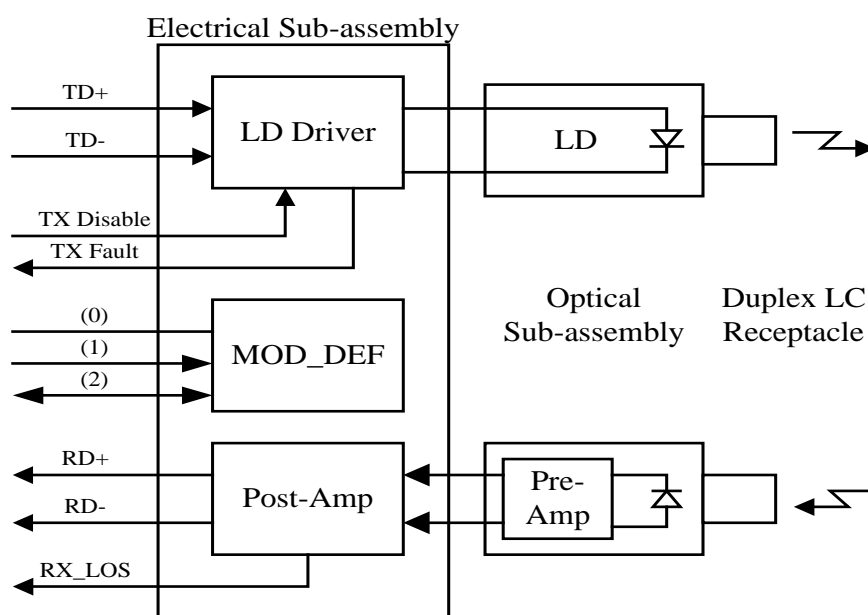 Electrical Sub-assembly
TD+
TD-
LD Driver
LD
TX Disable
TX Fault
(0)
(1)
(2)
MOD_DEF
Optical
Sub-assembly
Duplex LC
Receptacle
RD+
RD-
Post-Amp
Pre-
Amp
RX_LOS